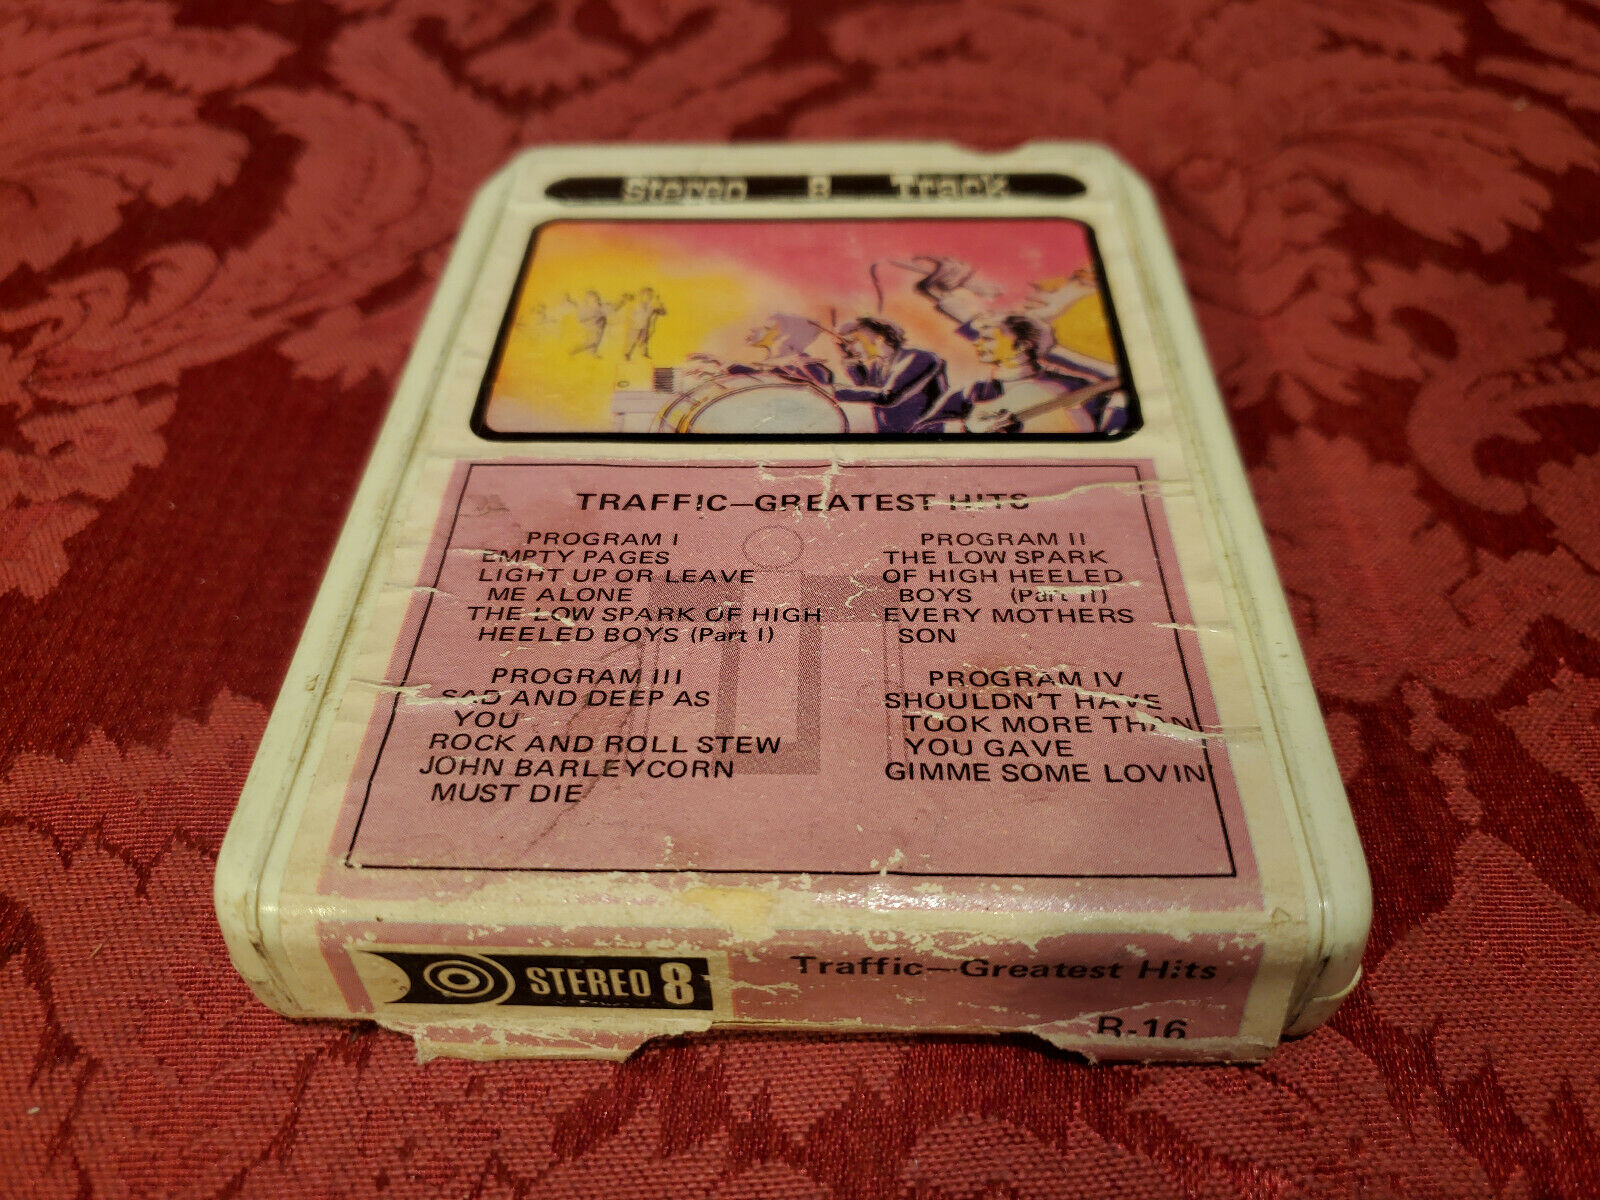 Stereo 8 Track
TRAFFIC—GREATEST HITS
PROGRAM I
EMPTY PAGES
LIGHT UP OR LEAVE
ME ALONE
THE LOW SPARK OF HIGH
HEELED BOYS (Part I)
PROGRAM II
THE LOW SPARK
OF HIGH HEELED
BOYS (Part II)
EVERY MOTHERS
SON
PROGRAM III
SAD AND DEEP AS
YOU
ROCK AND ROLL STEW
JOHN BARLEYCORN
MUST DIE
PROGRAM IV
SHOULDN'T HAVE
TOOK MORE THAN
YOU GAVE
GIMME SOME LOVIN'
STEREO 8
Traffic—Greatest Hits
R-16